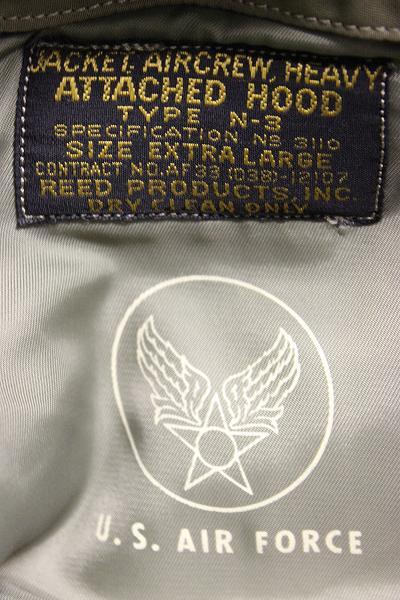 JACKET, AIRCREW, HEAVY
ATTACHED HOOD
TYPE N-3
SPECIFICATION NO 3110
SIZE EXTRA LARGE
CONTRACT NO. AF 33 (038)-12107
REED PRODUCTS, INC.
DRY CLEAN ONLY
U.S. AIR FORCE